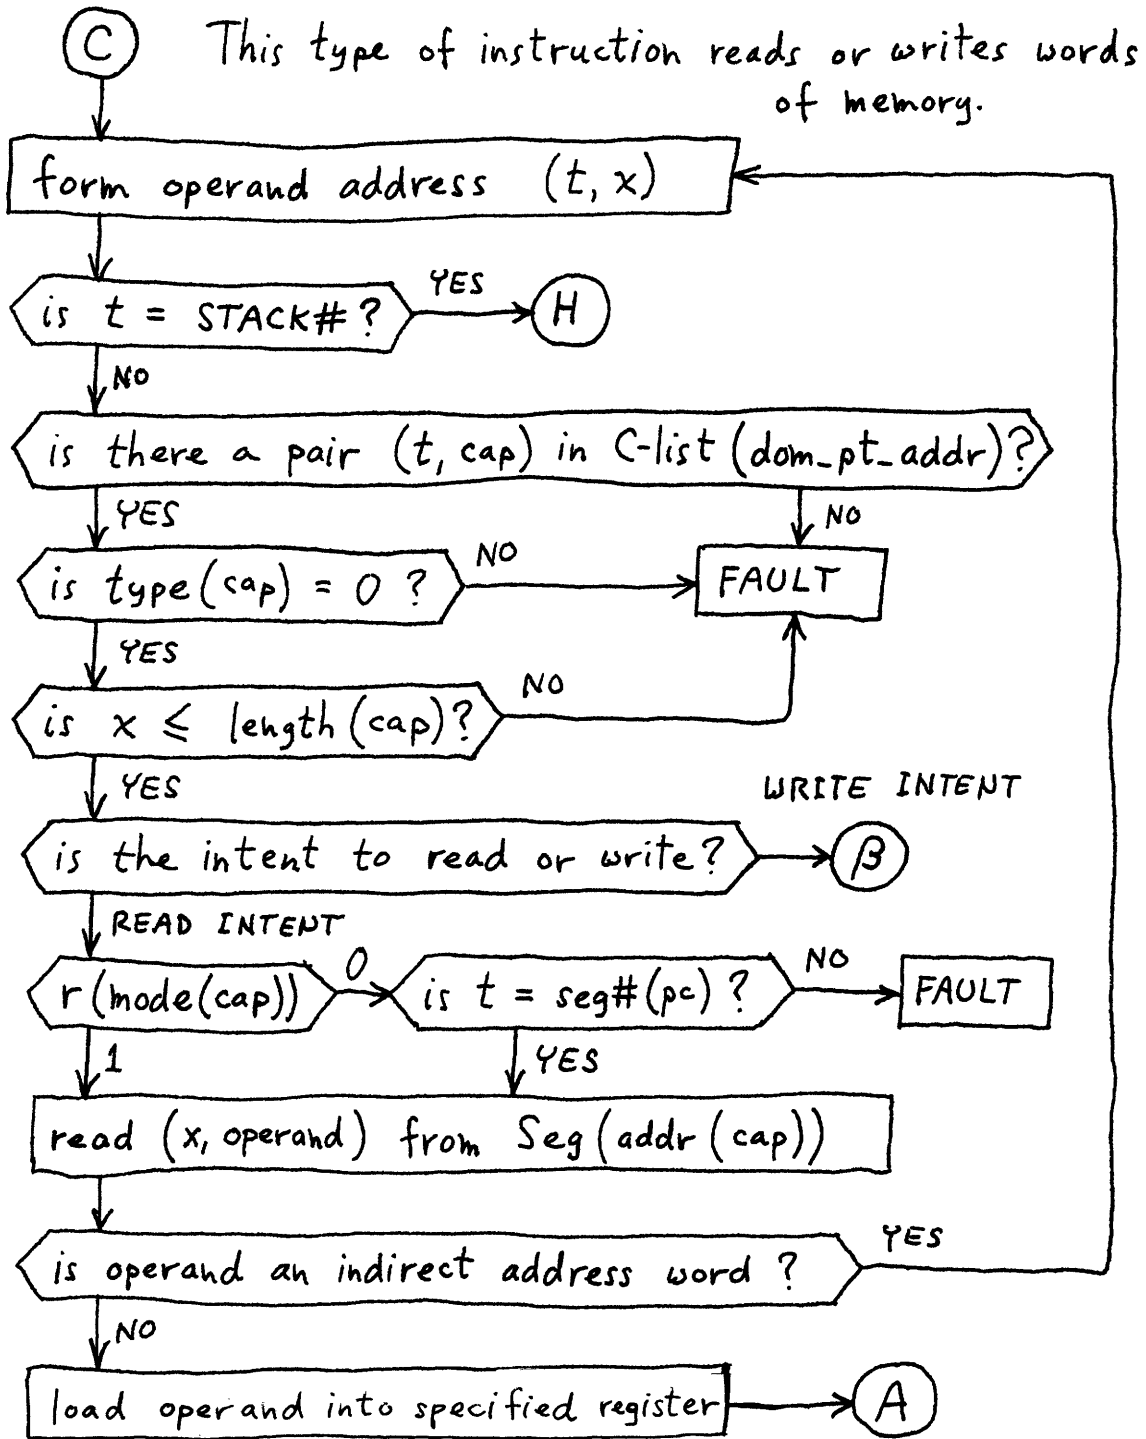 C
This type of instruction reads or writes words
of memory.
form operand address (t, x)
is t = STACK# ?
YES
H
NO
is there a pair (t, cap) in C-list (dom_pt_addr)?
YES
NO
is type (cap) = 0 ?
NO
FAULT
YES
is x ≤ length (cap)?
NO
YES
WRITE INTENT
is the intent to read or write?
β
READ INTENT
r (mode(cap))
0
is t = seg# (pc) ?
NO
FAULT
1
YES
read (x, operand) from Seg (addr (cap))
is operand an indirect address word ?
YES
NO
load operand into specified register
A